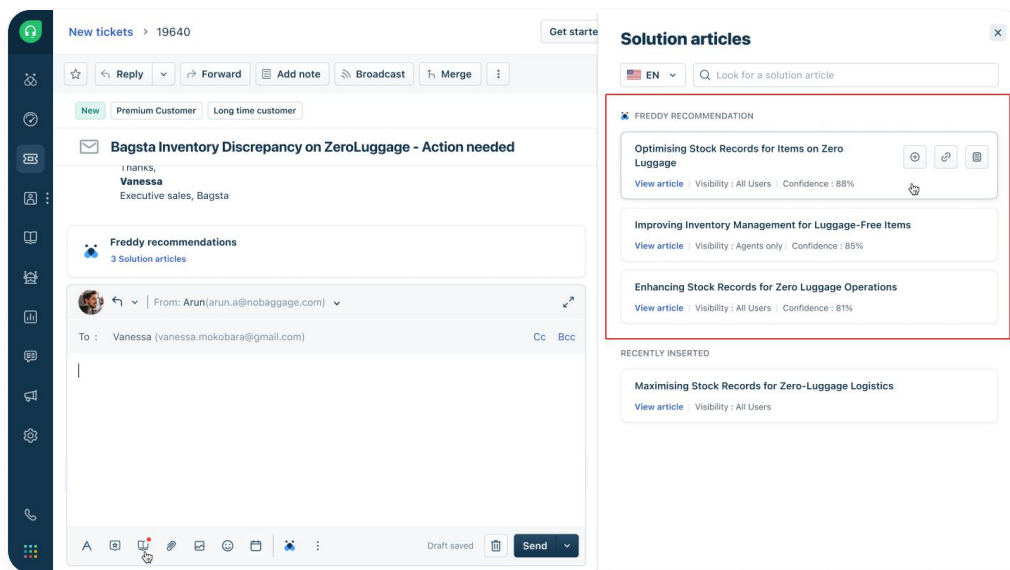 New tickets > 19640
Get starte
Reply
Forward
Add note
Broadcast
Merge
New
Premium Customer
Long time customer
Bagsta Inventory Discrepancy on ZeroLuggage - Action needed
Thanks,
Vanessa
Executive sales, Bagsta
Freddy recommendations
3 Solution articles
From: Arun(arun.a@nobaggage.com)
To : Vanessa (vanessa.mokobara@gmail.com)
Cc Bcc
Draft saved
Send
Solution articles
EN
Look for a solution article
FREDDY RECOMMENDATION
Optimising Stock Records for Items on Zero
Luggage
View article | Visibility : All Users | Confidence : 88%
Improving Inventory Management for Luggage-Free Items
View article | Visibility : Agents only | Confidence : 85%
Enhancing Stock Records for Zero Luggage Operations
View article | Visibility : All Users | Confidence : 81%
RECENTLY INSERTED
Maximising Stock Records for Zero-Luggage Logistics
View article | Visibility : All Users